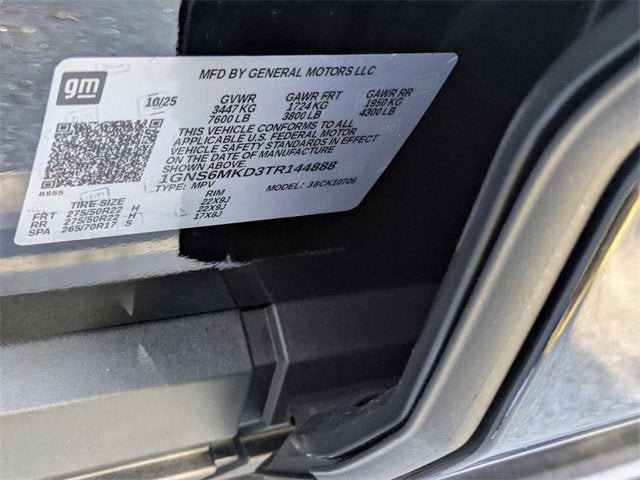 gm
MFD BY GENERAL MOTORS LLC
10/25 GVWR GAWR FRT GAWR RR
3447 KG 1724 KG 1950 KG
7600 LB 3800 LB 4300 LB
THIS VEHICLE CONFORMS TO ALL
APPLICABLE U.S. FEDERAL MOTOR
VEHICLE SAFETY STANDARDS IN EFFECT
ON THE DATE OF MANUFACTURE
SHOWN ABOVE.
1GNS6MKD3TR144888
TYPE: MPV MODEL: 38CK10706
8555
TIRE SIZE RIM
FRT 275/50R22 H 22X9J
RR 275/50R22 H 22X9J
SPA 265/70R17 S 17X8J